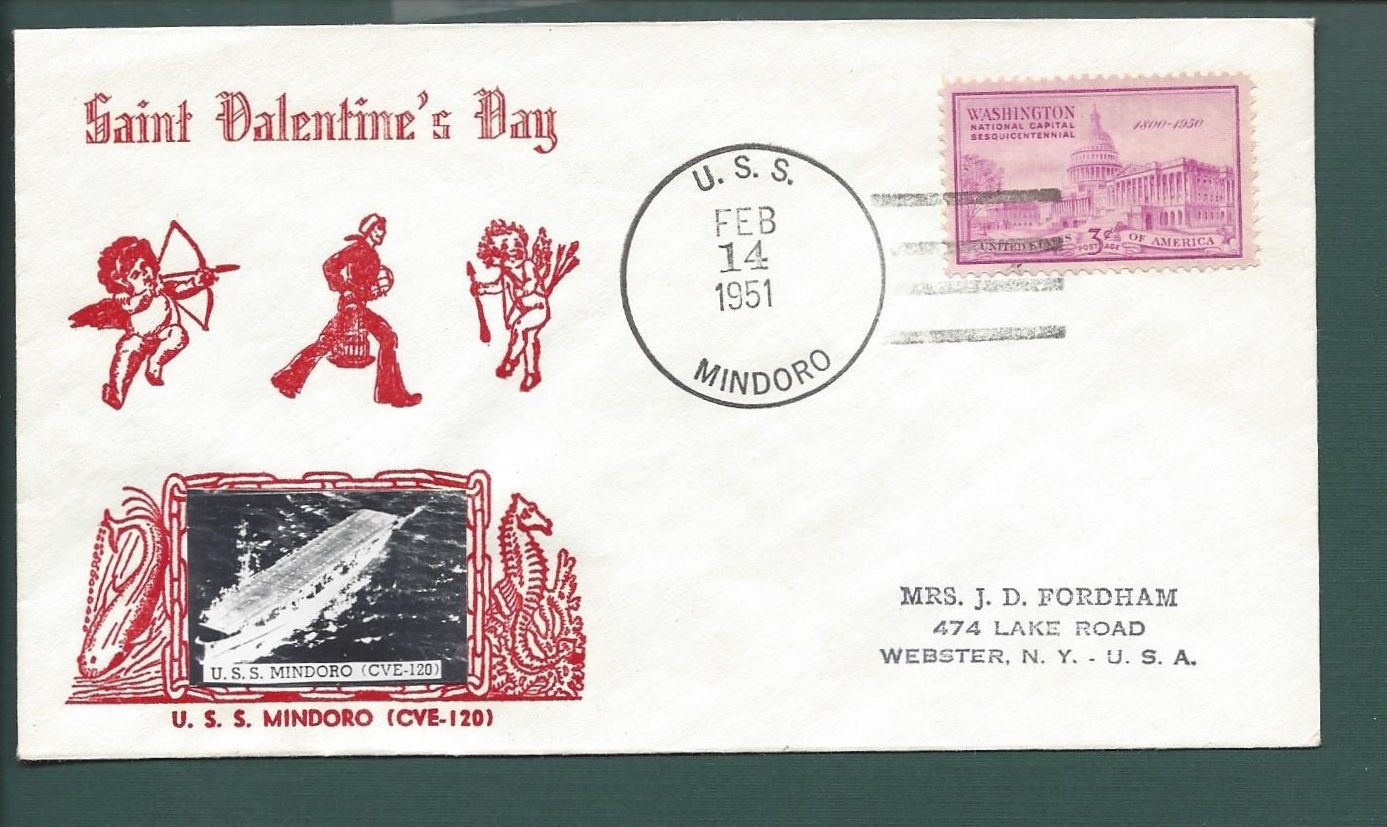 Saint Valentine's Day
WASHINGTON
NATIONAL CAPITAL
SESQUICENTENNIAL
1800-1950
UNITED STATES
3¢
POSTAGE
OF AMERICA
U. S. S.
FEB
14
1951
MINDORO
U. S. S. MINDORO (CVE-120)
U. S. S. MINDORO (CVE-120)
MRS. J. D. FORDHAM
474 LAKE ROAD
WEBSTER, N. Y. - U. S. A.